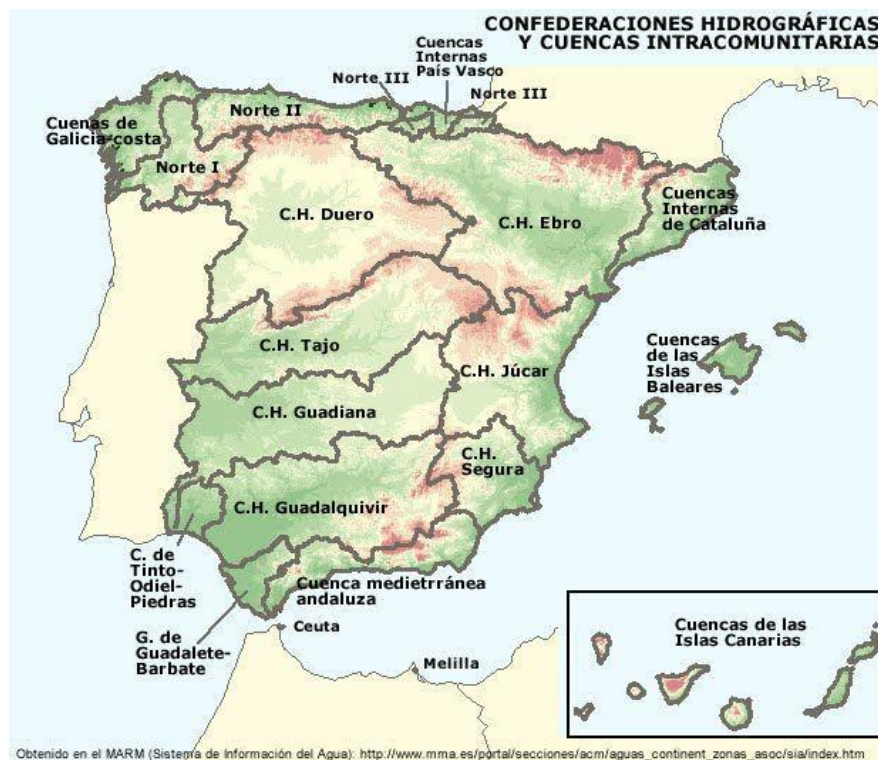 CONFEDERACIONES HIDROGRÁFICAS
Y CUENCAS INTRACOMUNITARIAS
Cuencas
Internas
País Vasco
Norte III
Norte III
Norte II
Cuenas de
Galicia-costa
Norte I
C.H. Duero
C.H. Ebro
Cuencas
Internas
de Cataluña
C.H. Tajo
C.H. Júcar
Cuencas
de las
Islas
Baleares
C.H. Guadiana
C.H.
Segura
C.H. Guadalquivir
C. de
Tinto-
Odiel-
Piedras
Cuenca medietrránea
andaluza
G. de
Guadalete-
Barbate
Ceuta
Melilla
Cuencas de las
Islas Canarias
Obtenido en el MARM (Sistema de Información del Agua): http://www.mma.es/portal/secciones/acm/aguas_continent_zonas_asoc/sia/index.htm